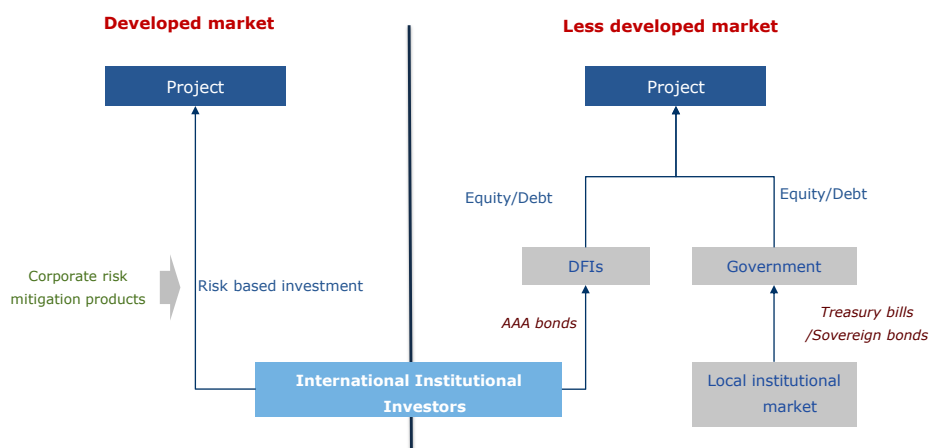 Developed market
Less developed market
Project
Project
Equity/Debt
Equity/Debt
DFIs
Government
Corporate risk
mitigation products
Risk based investment
AAA bonds
Treasury bills
/Sovereign bonds
International Institutional
Investors
Local institutional
market